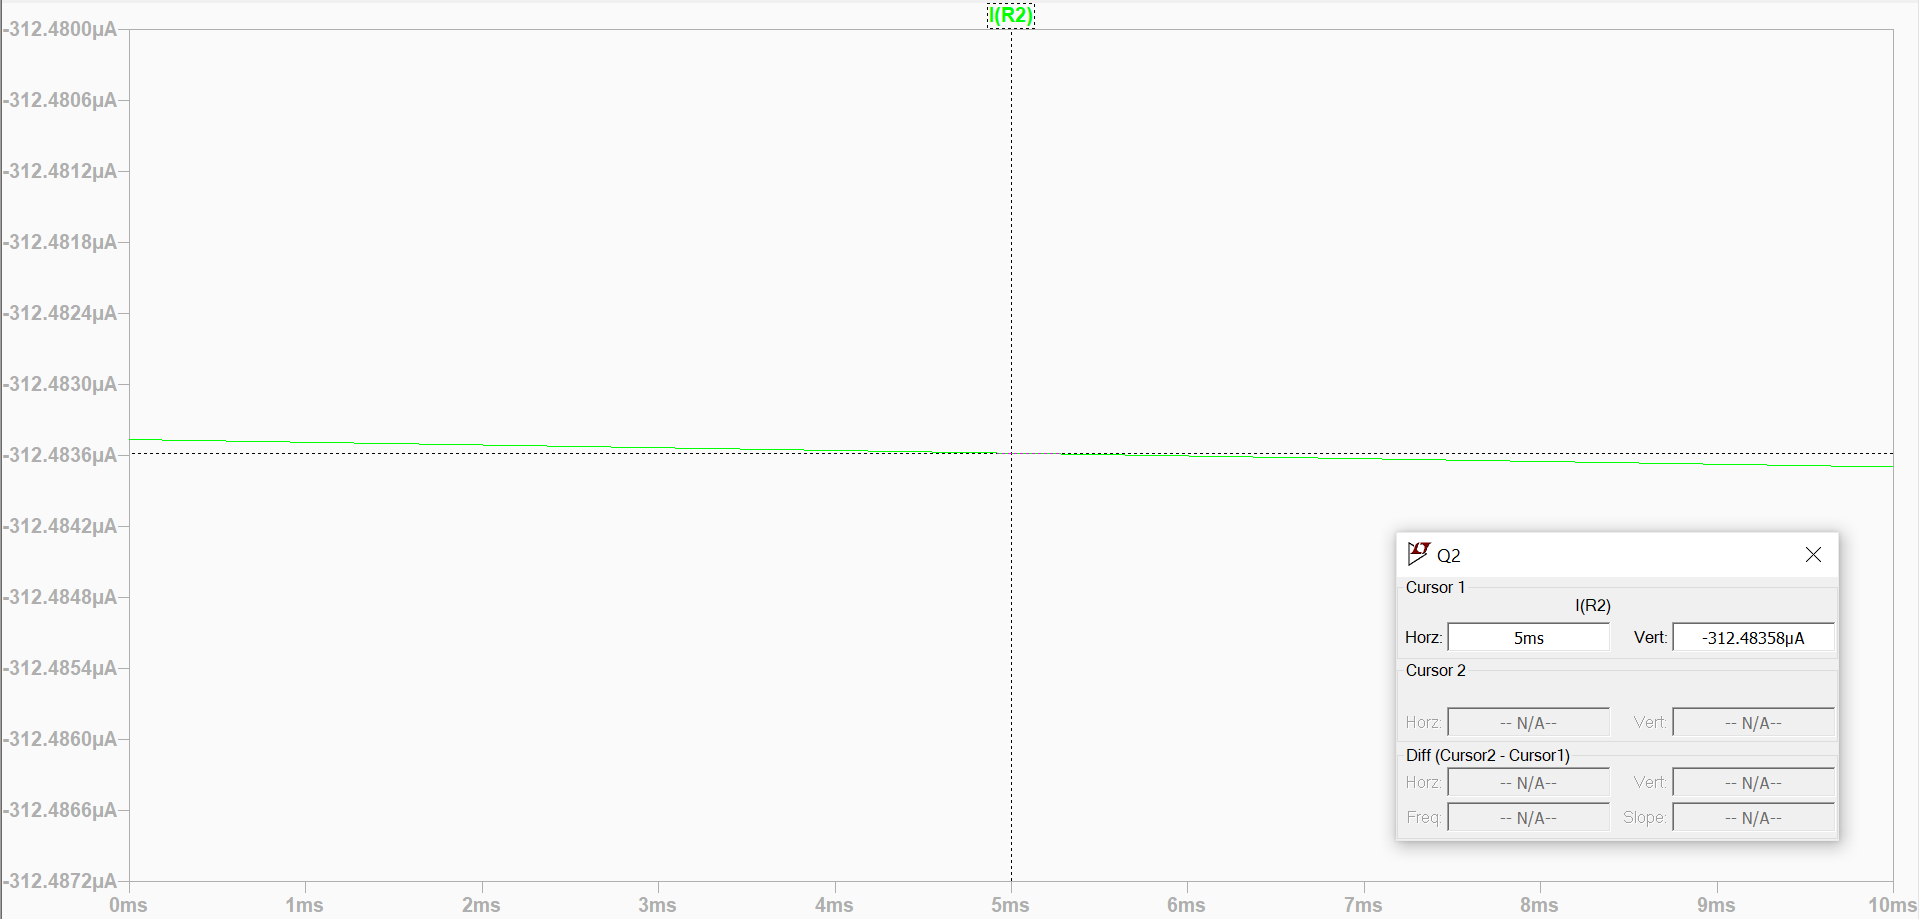 I(R2)
-312.4800µA
-312.4806µA
-312.4812µA
-312.4818µA
-312.4824µA
-312.4830µA
-312.4836µA
-312.4842µA
-312.4848µA
-312.4854µA
-312.4860µA
-312.4866µA
-312.4872µA
0ms 1ms 2ms 3ms 4ms 5ms 6ms 7ms 8ms 9ms 10ms
Q2
Cursor 1
I(R2)
Horz: 5ms Vert: -312.48358µA
Cursor 2
Horz: -- N/A-- Vert: -- N/A--
Diff (Cursor2 - Cursor1)
Horz: -- N/A-- Vert: -- N/A--
Freq: -- N/A-- Slope: -- N/A--